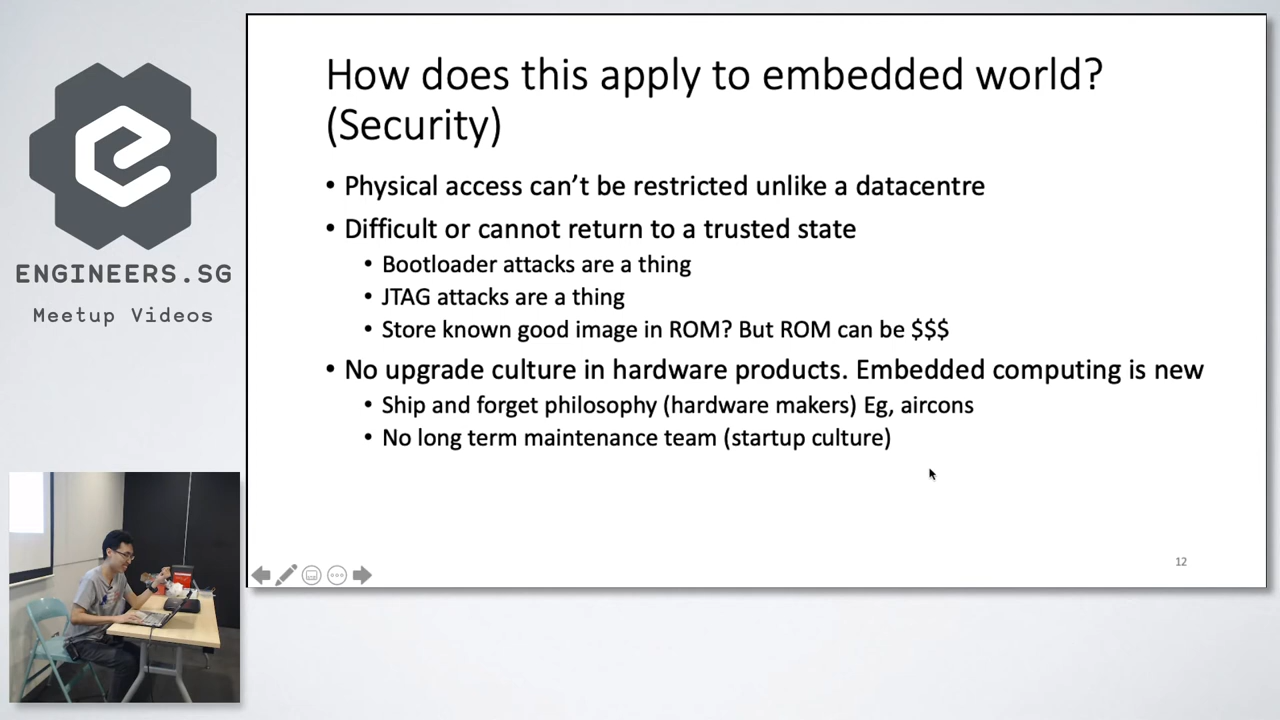 ENGINEERS.SG
Meetup Videos
How does this apply to embedded world?
(Security)
• Physical access can’t be restricted unlike a datacentre
• Difficult or cannot return to a trusted state
• Bootloader attacks are a thing
• JTAG attacks are a thing
• Store known good image in ROM? But ROM can be $$$
• No upgrade culture in hardware products. Embedded computing is new
• Ship and forget philosophy (hardware makers) Eg, aircons
• No long term maintenance team (startup culture)
12